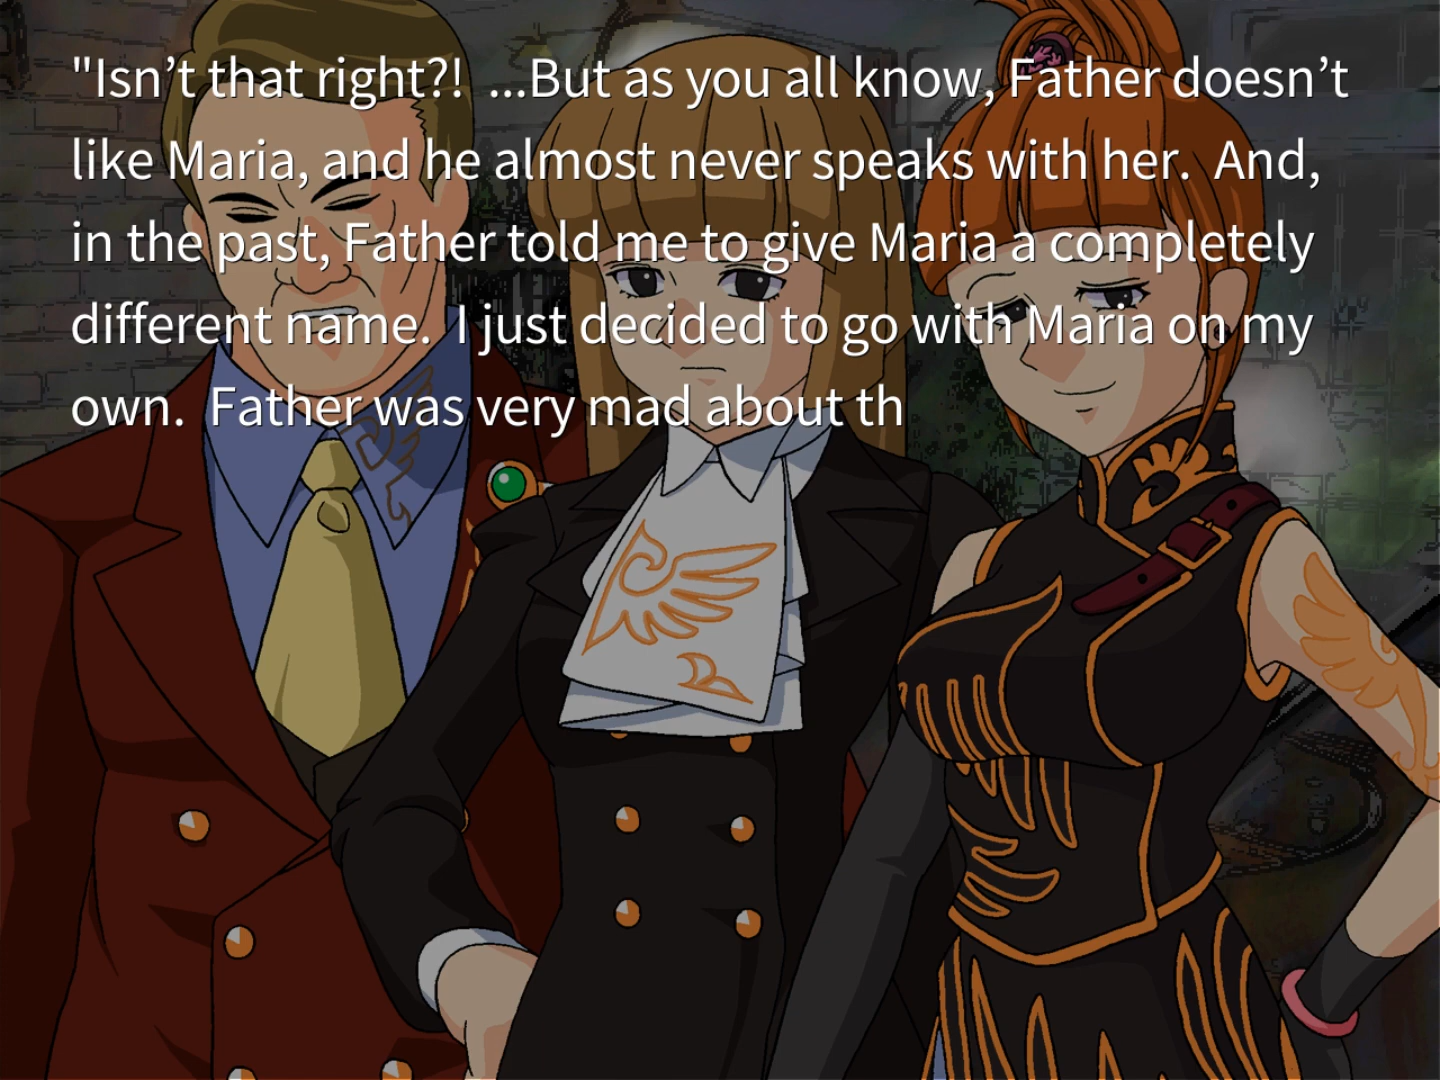 "Isn’t that right?!  ...But as you all know, Father doesn’t
like Maria, and he almost never speaks with her.  And,
in the past, Father told me to give Maria a completely
different name.  I just decided to go with Maria on my
own.  Father was very mad about th